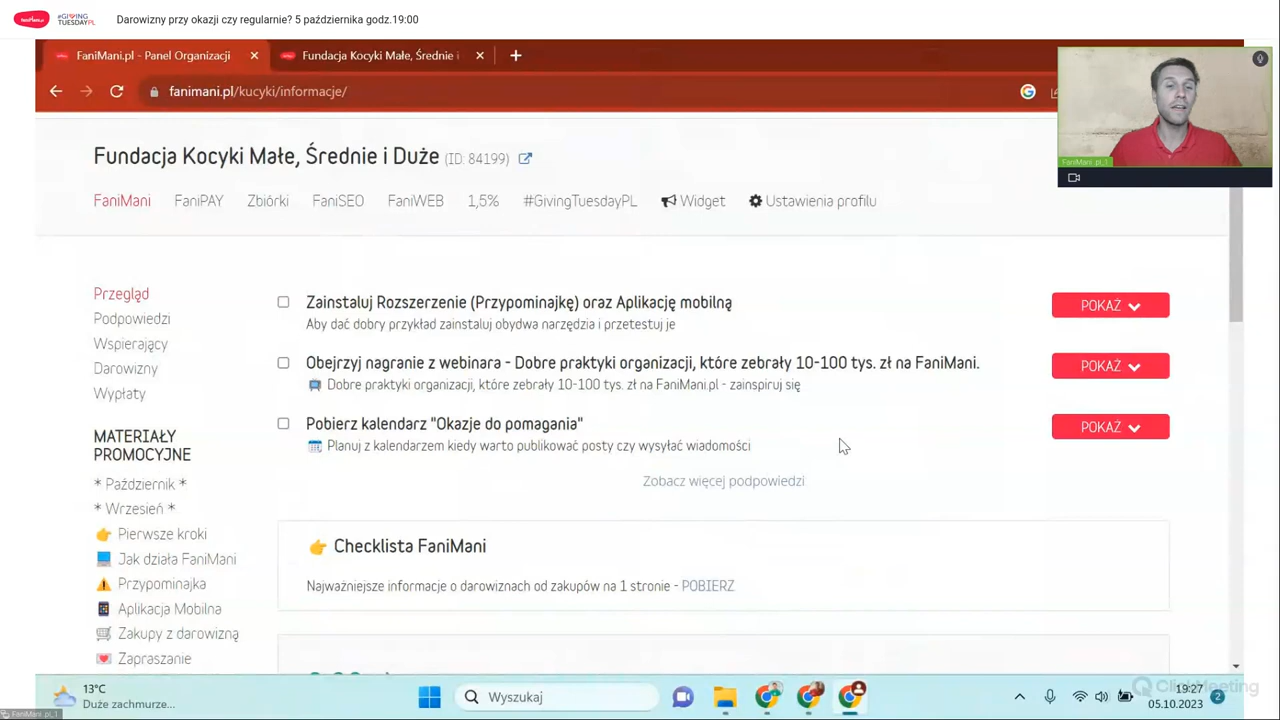 FaniMani.pl
#GIVING
TUESDAYPL
Darowizny przy okazji czy regularnie? 5 października godz.19:00
FaniMani.pl - Panel Organizacji
Fundacja Kocyki Małe, Średnie i
fanimani.pl/kucyki/informacje/
FaniMani_pl_1
Fundacja Kocyki Małe, Średnie i Duże (ID: 84199)
FaniMani FaniPAY Zbiórki FaniSEO FaniWEB 1,5% #GivingTuesdayPL Widget Ustawienia profilu
Przegląd
Podpowiedzi
Wspierający
Darowizny
Wypłaty
MATERIAŁY
PROMOCYJNE
* Październik *
* Wrzesień *
Pierwsze kroki
Jak działa FaniMani
Przypominajka
Aplikacja Mobilna
Zakupy z darowizną
Zapraszanie
Zainstaluj Rozszerzenie (Przypominajkę) oraz Aplikację mobilną
Aby dać dobry przykład zainstaluj obydwa narzędzia i przetestuj je
POKAŻ
Obejrzyj nagranie z webinara - Dobre praktyki organizacji, które zebrały 10-100 tys. zł na FaniMani.
Dobre praktyki organizacji, które zebrały 10-100 tys. zł na FaniMani.pl - zainspiruj się
POKAŻ
Pobierz kalendarz "Okazje do pomagania"
Planuj z kalendarzem kiedy warto publikować posty czy wysyłać wiadomości
POKAŻ
Zobacz więcej podpowiedzi
Checklista FaniMani
Najważniejsze informacje o darowiznach od zakupów na 1 stronie - POBIERZ
ClickMeeting
13°C
Duże zachmurze...
Wyszukaj
19:27
05.10.2023
2
FaniMani_pl_1